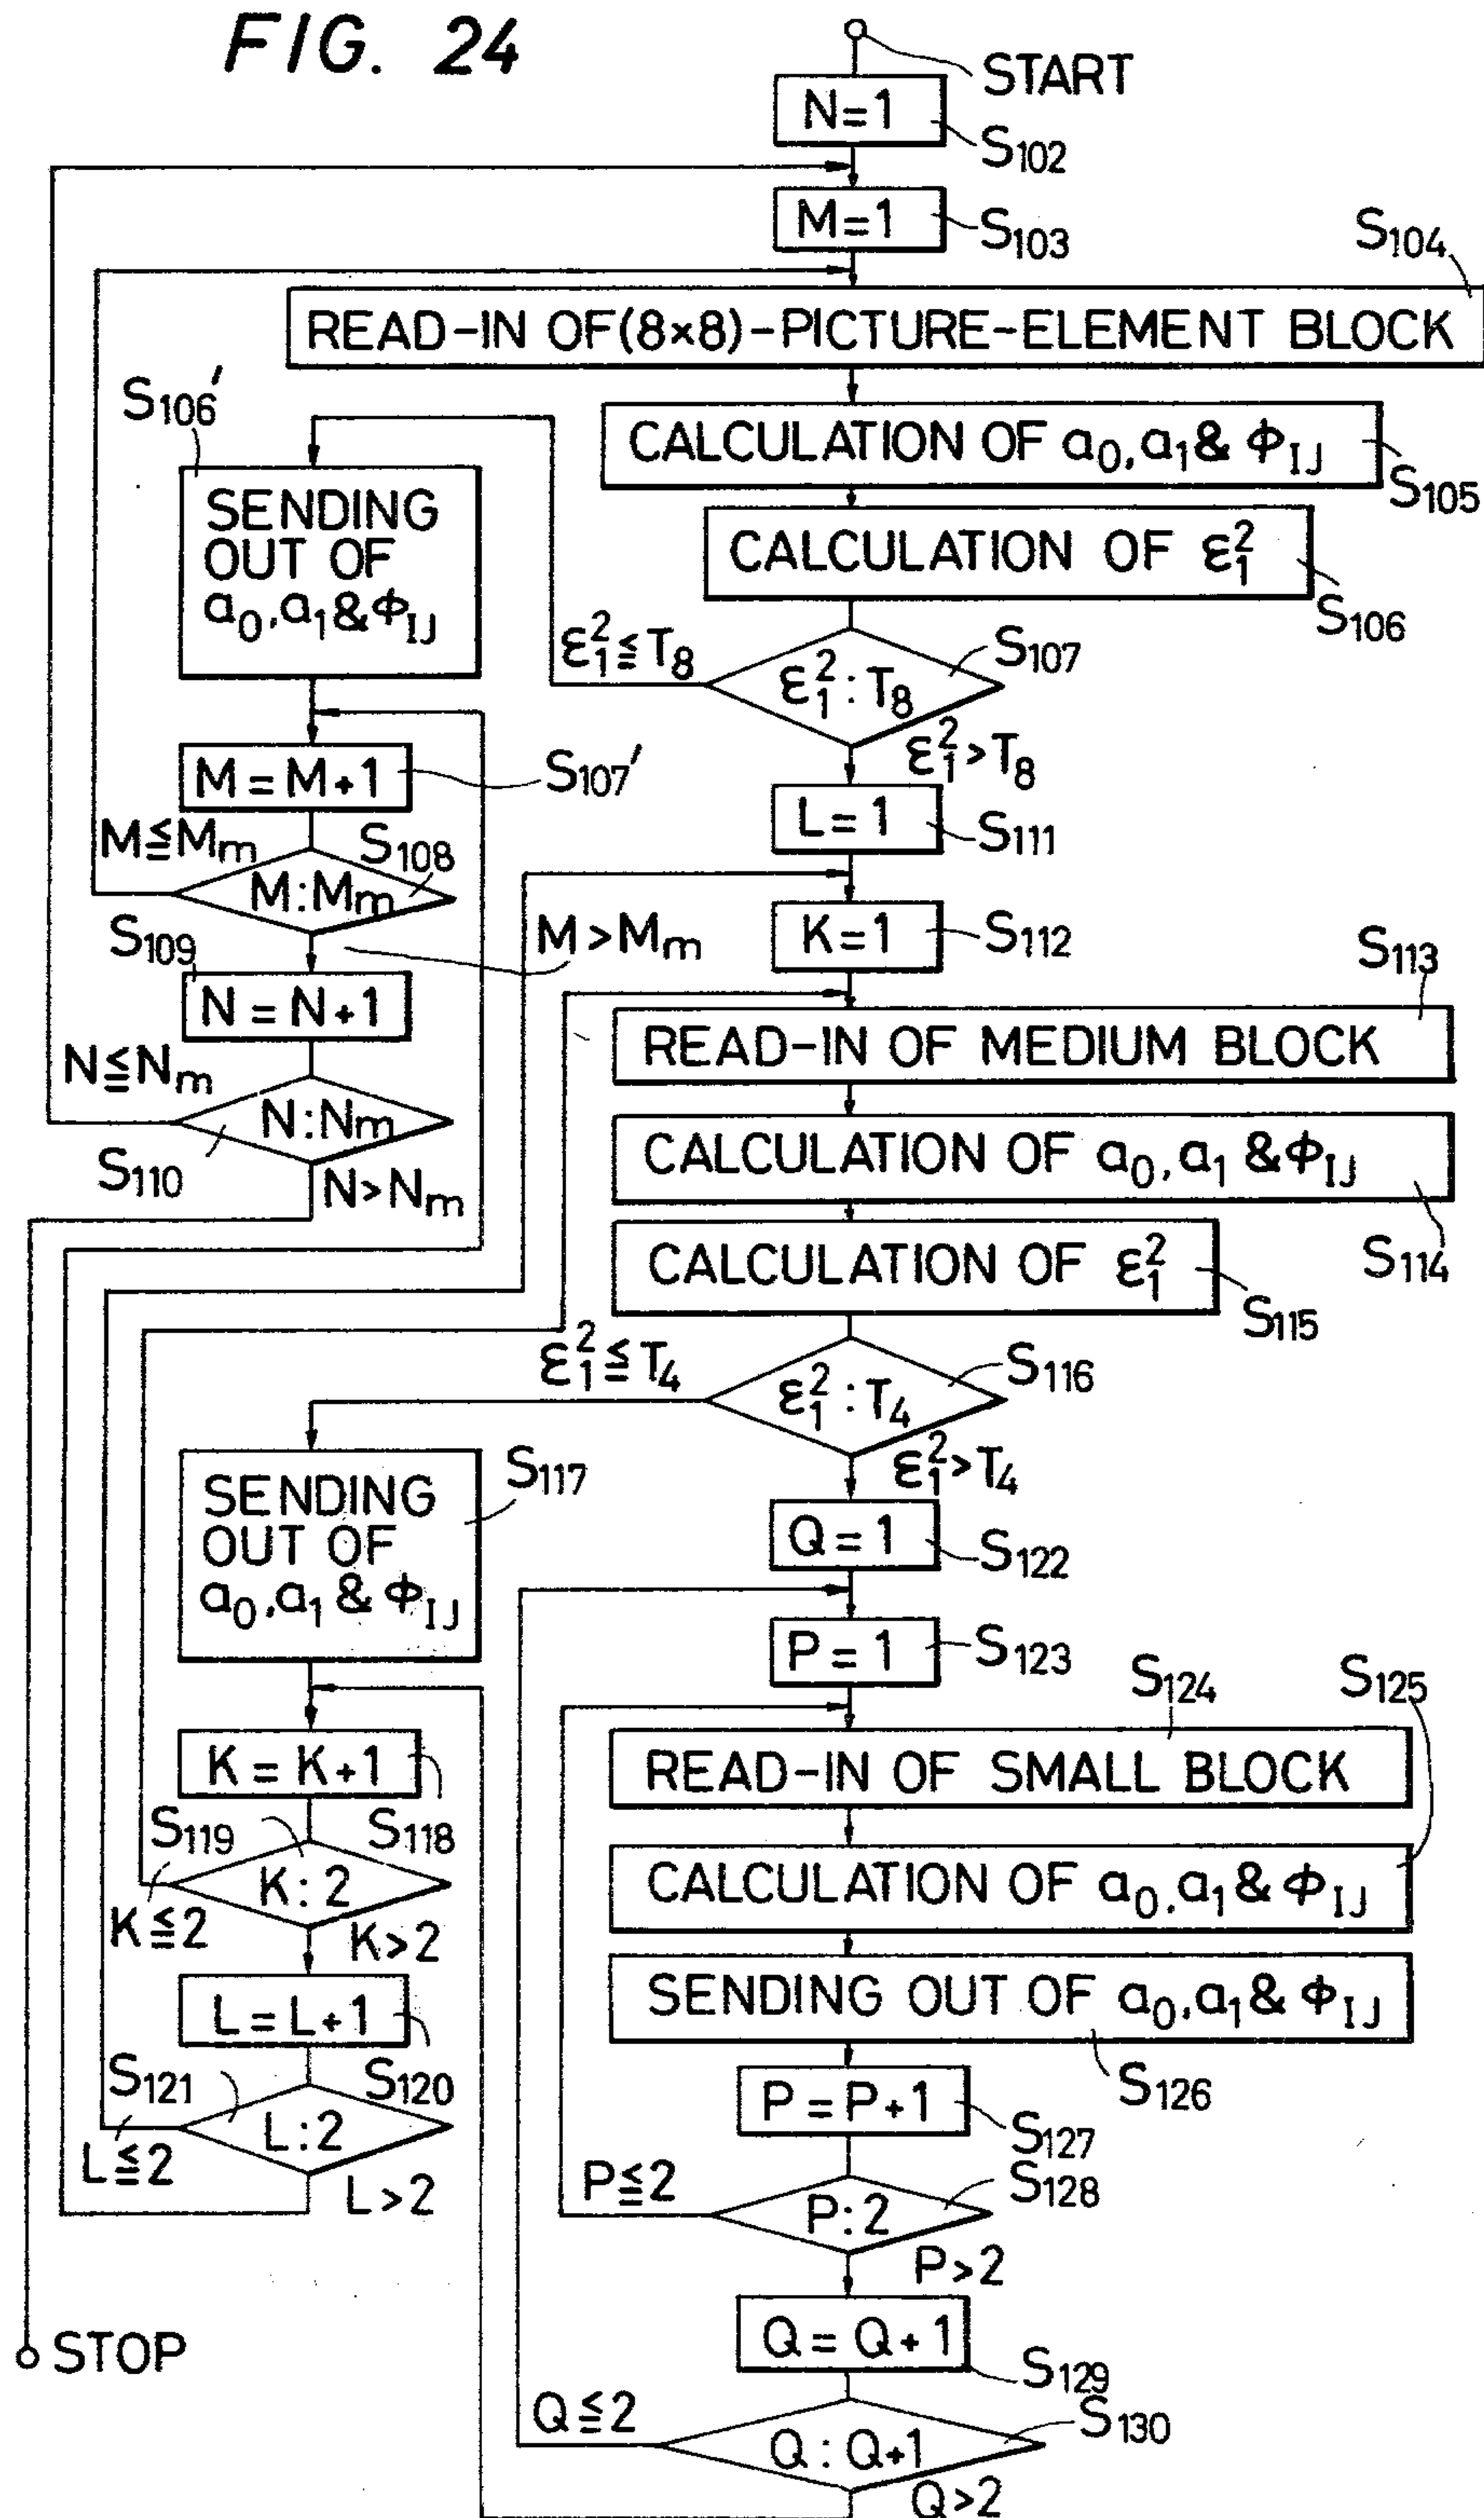 FIG. 24
START
N=1
S102
M=1
S103
S104
READ-IN OF(8×8)-PICTURE-ELEMENT BLOCK
S106'
CALCULATION OF a0,a1& ΦIJ
S105
SENDING
OUT OF
a0,a1&ΦIJ
CALCULATION OF ε1²
S106
ε1²≦T8
ε1²:T8
S107
ε1²>T8
M=M+1
S107'
L=1
S111
M≦Mm
S108
M:Mm
M>Mm
K=1
S112
S109
N=N+1
S113
READ-IN OF MEDIUM BLOCK
N≦Nm
N:Nm
S110
N>Nm
CALCULATION OF a0,a1 &ΦIJ
S114
CALCULATION OF ε1²
S115
ε1²≦T4
ε1²:T4
S116
ε1²>T4
SENDING
OUT OF
a0,a1 & ΦIJ
S117
Q=1
S122
P=1
S123
S124
S125
K=K+1
S118
READ-IN OF SMALL BLOCK
S119
K:2
K≦2
K>2
CALCULATION OF a0,a1& ΦIJ
L=L+1
S120
SENDING OUT OF a0,a1& ΦIJ
S126
S121
L:2
L≦2
L>2
P=P+1
S127
P≦2
P:2
S128
P>2
Q=Q+1
S129
STOP
Q≦2
Q:Q+1
S130
Q>2